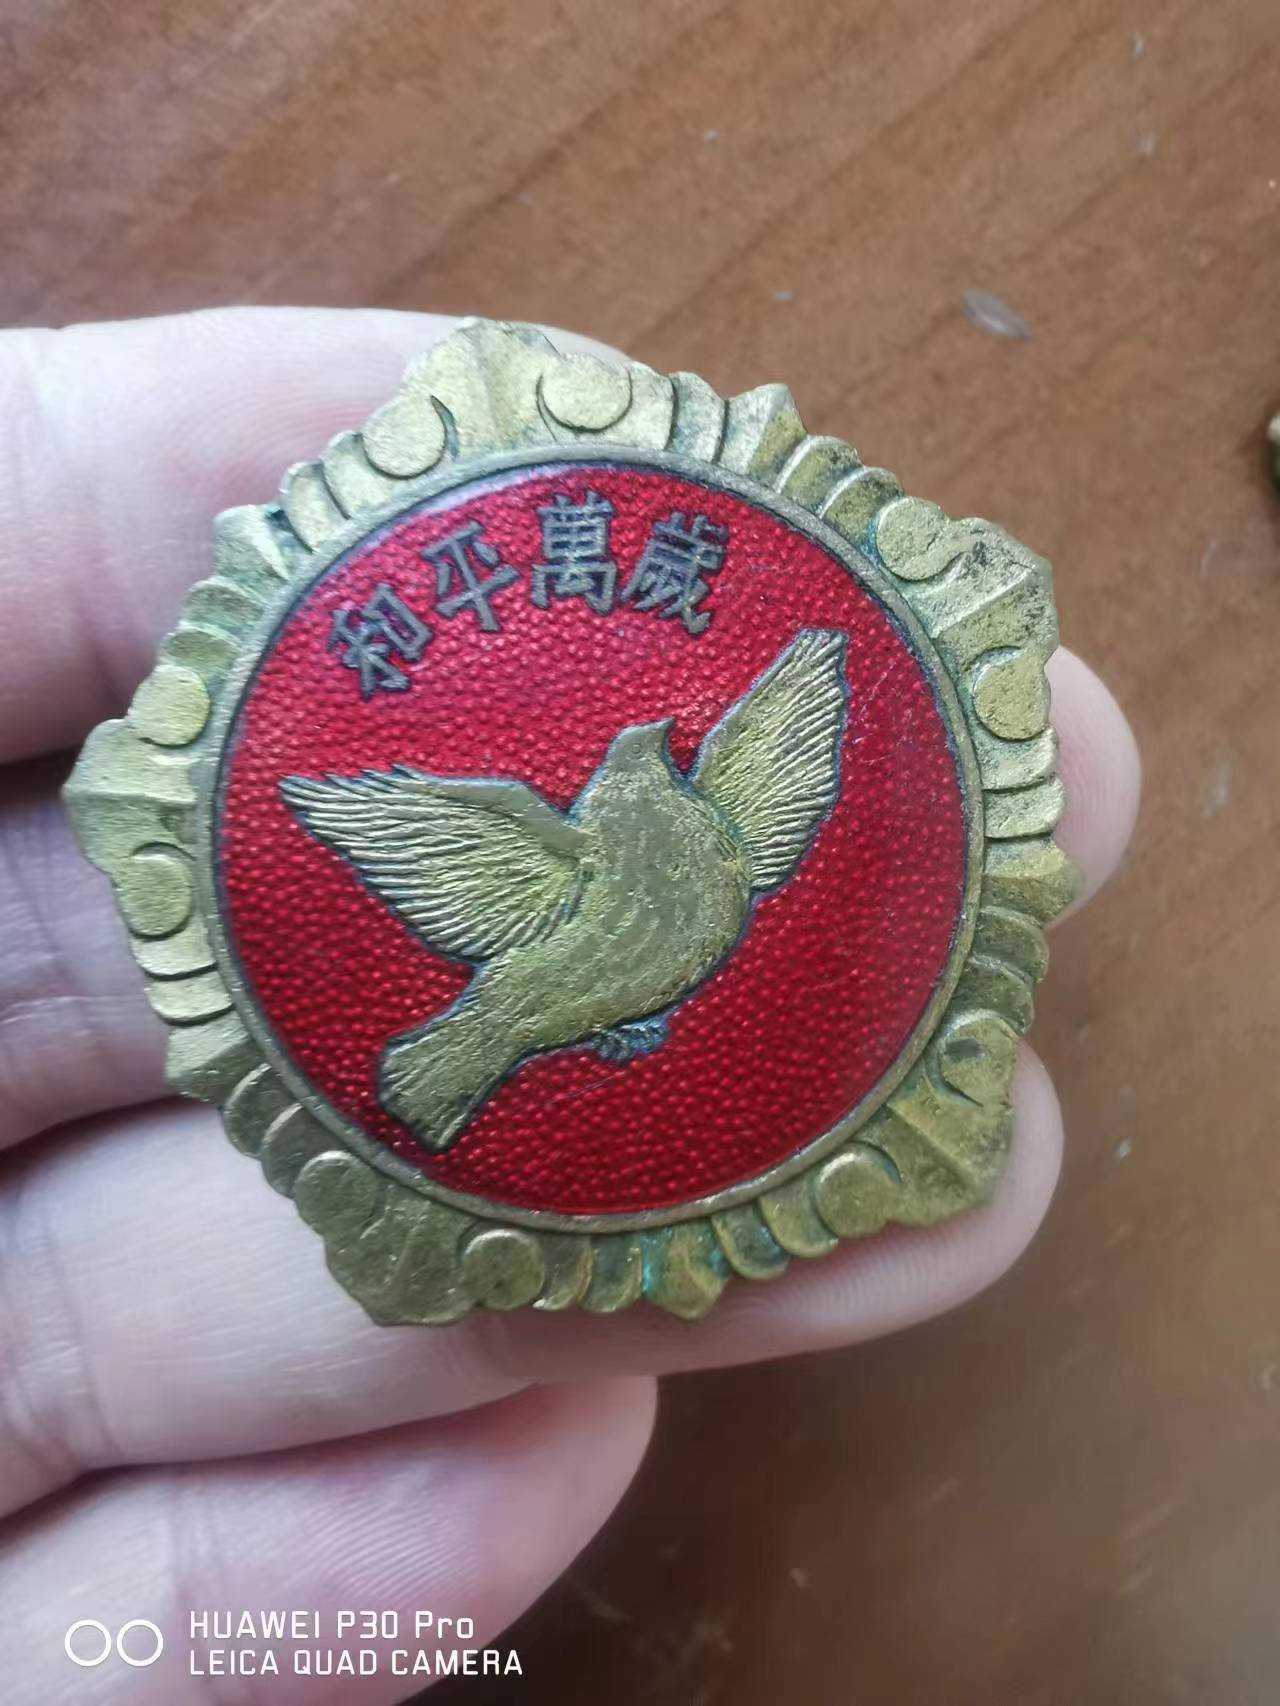 和平萬歲
HUAWEI P30 Pro
LEICA QUAD CAMERA